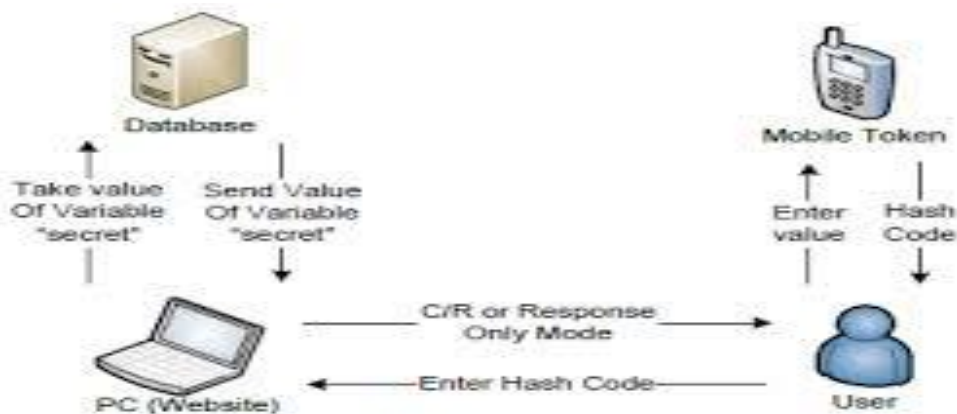 Database
Mobile Token
Take value
Of Variable
"secret"
Send Value
Of Variable
"secret"
Enter
value
Hash
Code
C/R or Response
Only Mode
Enter Hash Code
PC (Website)
User